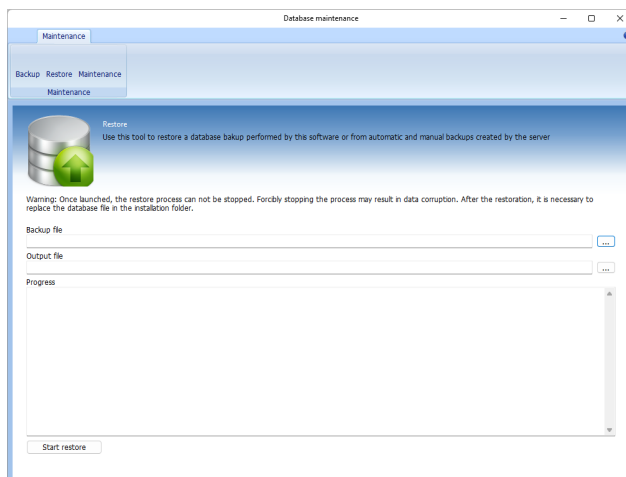 Database maintenance
Maintenance
Backup Restore Maintenance
Maintenance
Restore
Use this tool to restore a database bakup performed by this software or from automatic and manual backups created by the server
Warning: Once launched, the restore process can not be stopped. Forcibly stopping the process may result in data corruption. After the restoration, it is necessary to
replace the database file in the installation folder.
Backup file
...
Output file
...
Progress
Start restore